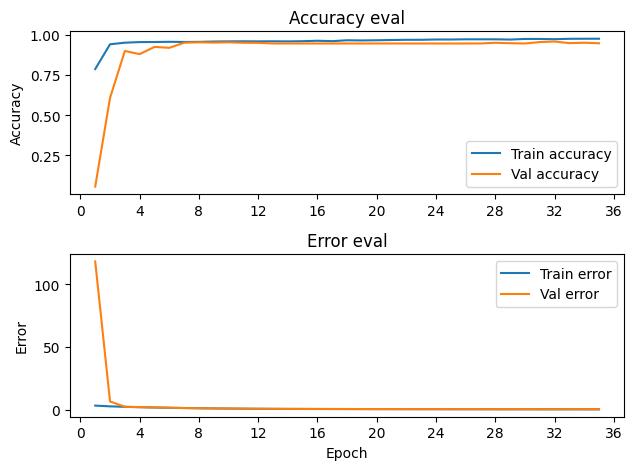 Accuracy eval
1.00
0.75
0.50
0.25
Accuracy
Train accuracy
Val accuracy
0 4 8 12 16 20 24 28 32 36
Error eval
100
50
0
Error
Train error
Val error
0 4 8 12 16 20 24 28 32 36
Epoch